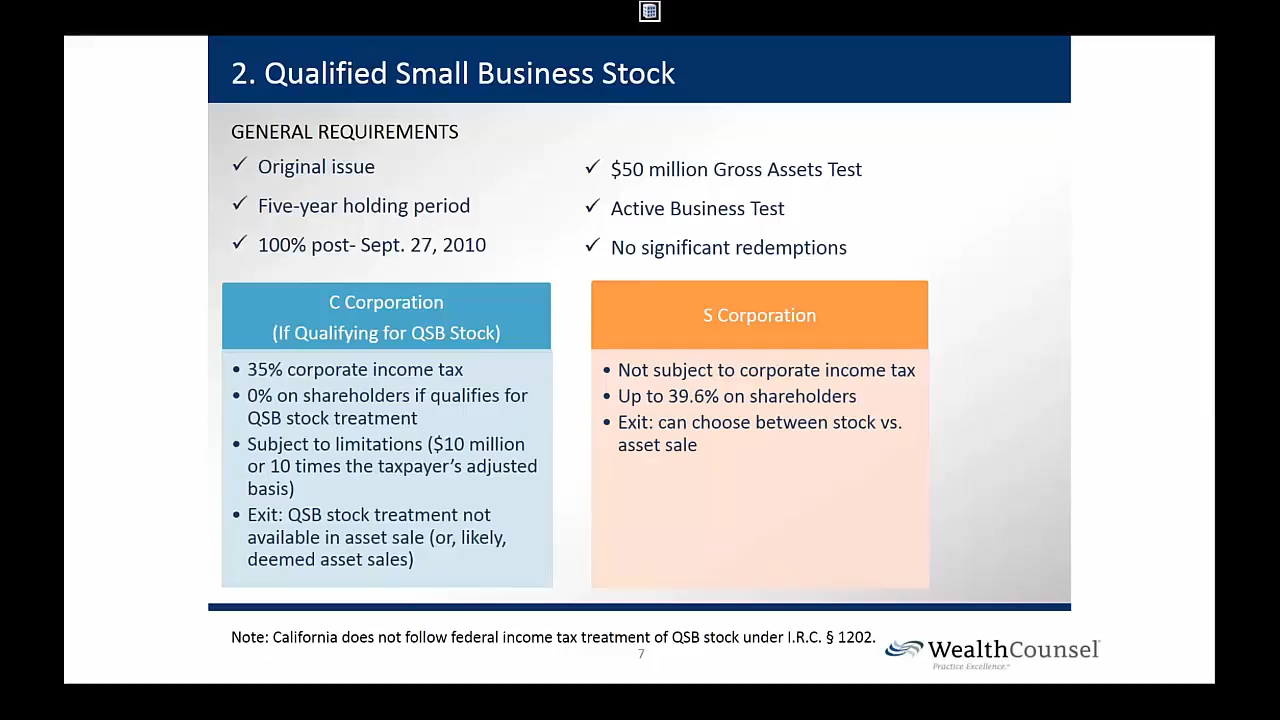 2. Qualified Small Business Stock
GENERAL REQUIREMENTS
✓ Original issue
✓ Five-year holding period
✓ 100% post- Sept. 27, 2010
✓ $50 million Gross Assets Test
✓ Active Business Test
✓ No significant redemptions
C Corporation
(If Qualifying for QSB Stock)
• 35% corporate income tax
• 0% on shareholders if qualifies for
QSB stock treatment
• Subject to limitations ($10 million
or 10 times the taxpayer’s adjusted
basis)
• Exit: QSB stock treatment not
available in asset sale (or, likely,
deemed asset sales)
S Corporation
• Not subject to corporate income tax
• Up to 39.6% on shareholders
• Exit: can choose between stock vs.
asset sale
Note: California does not follow federal income tax treatment of QSB stock under I.R.C. § 1202.
7
WealthCounsel
Practice Excellence.